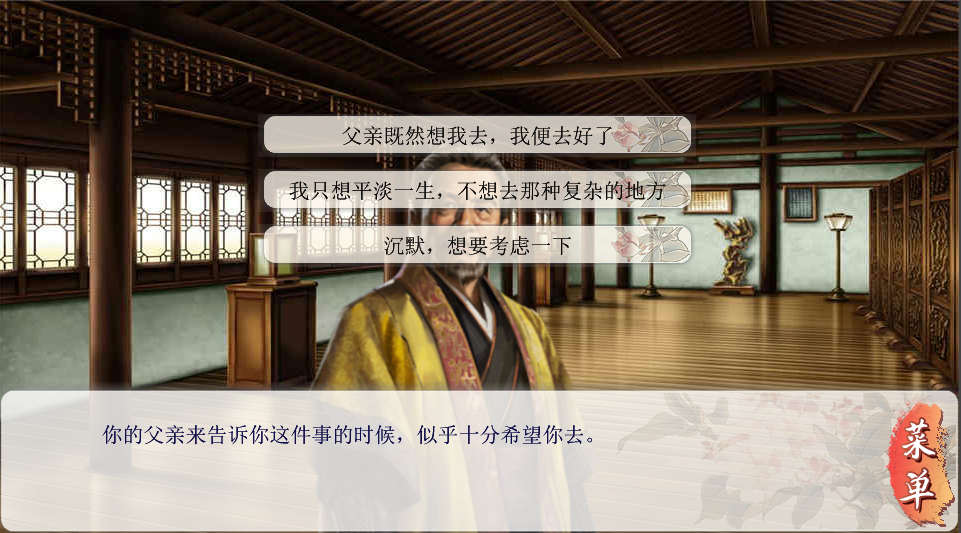 父亲既然想我去，我便去好了
我只想平淡一生，不想去那种复杂的地方
沉默，想要考虑一下
你的父亲来告诉你这件事的时候，似乎十分希望你去。
菜单